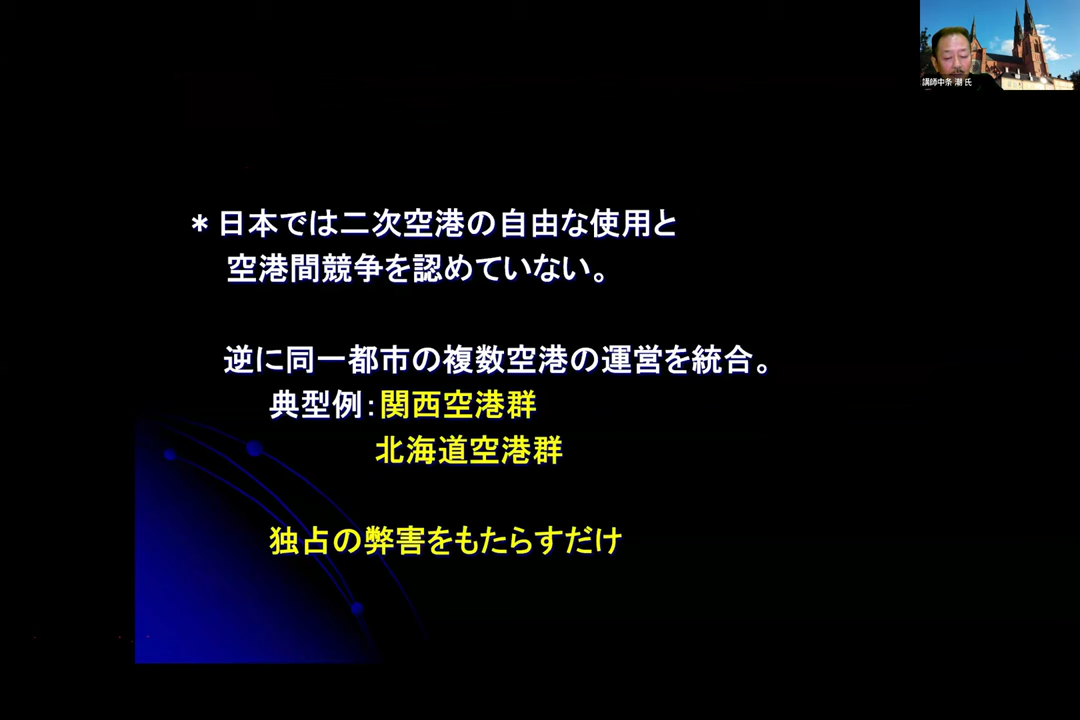 講師中条 潮 氏
＊日本では二次空港の自由な使用と
空港間競争を認めていない。
逆に同一都市の複数空港の運営を統合。
典型例：関西空港群
北海道空港群
独占の弊害をもたらすだけ